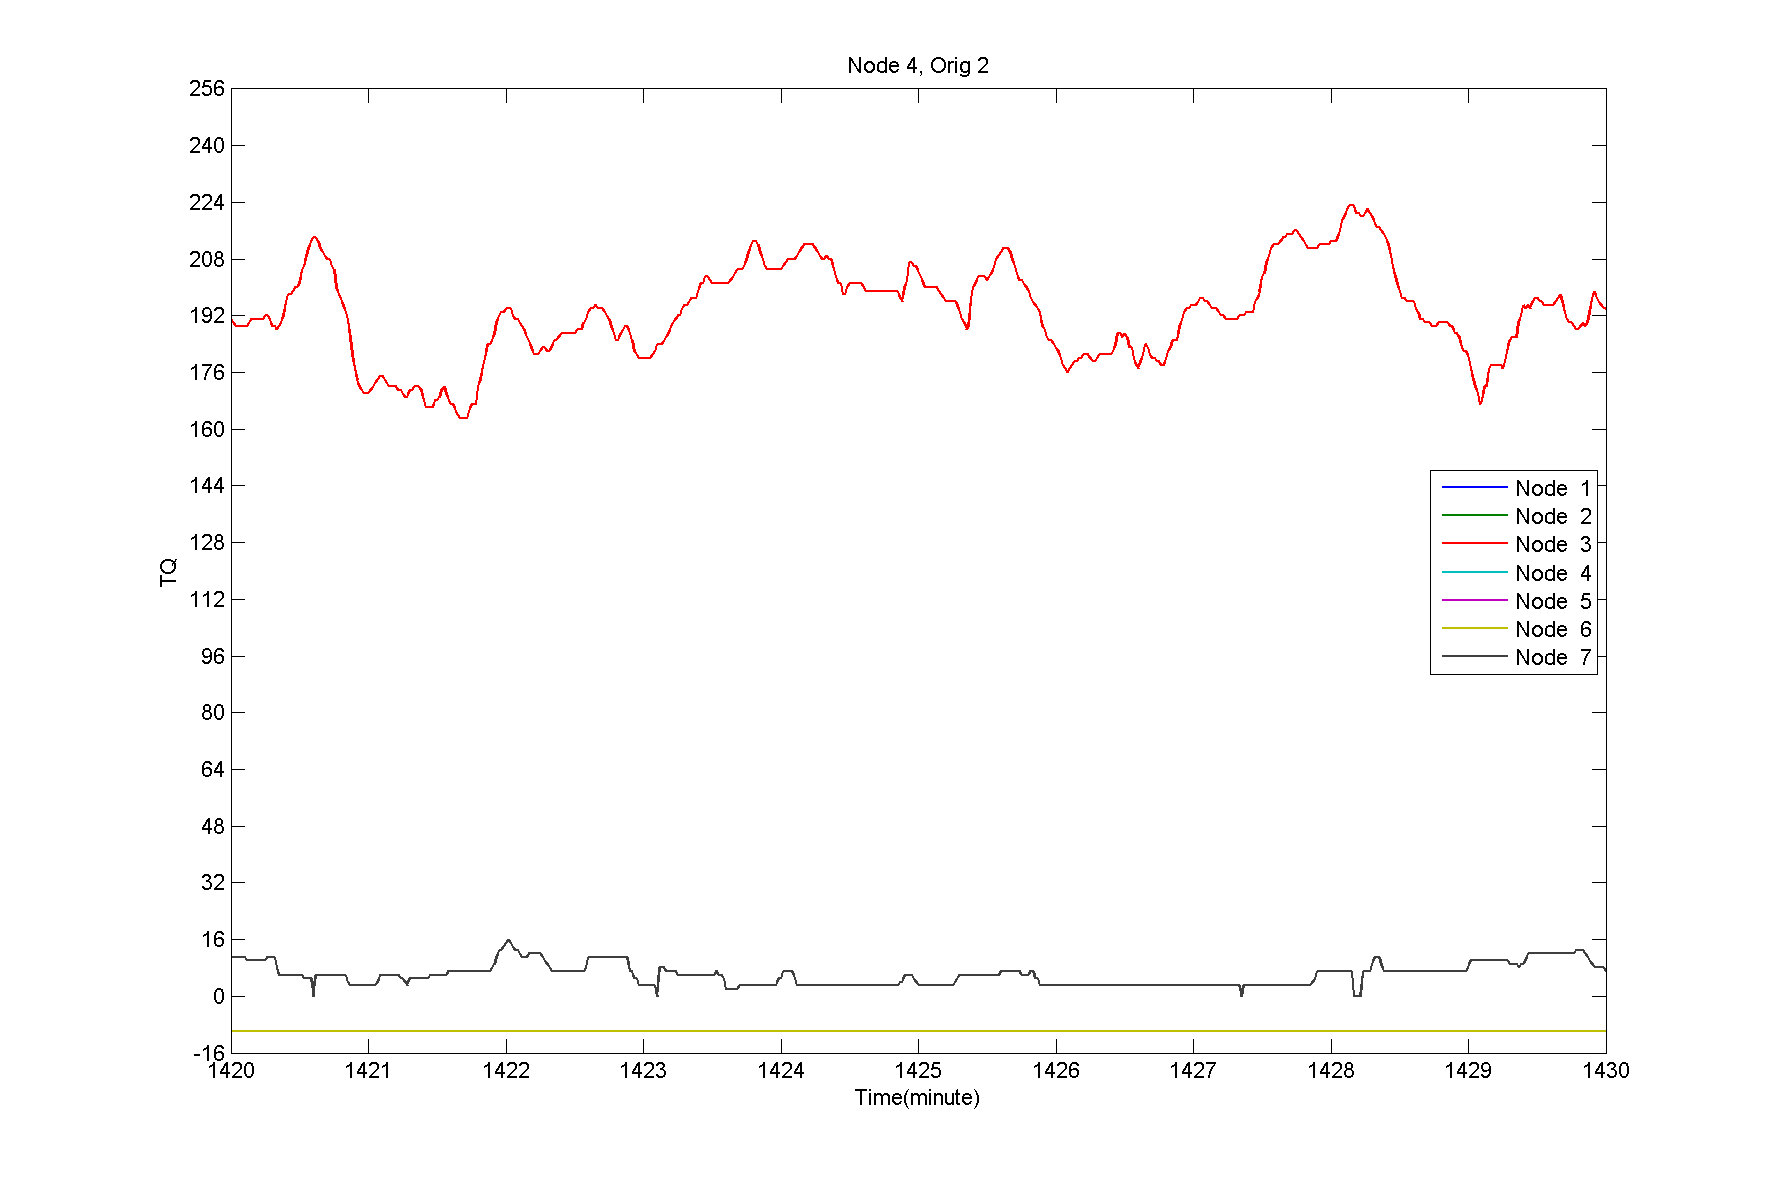 Node 4, Orig 2
256
240
224
208
192
176
160
144
128
112
96
80
64
48
32
16
0
-16
TQ
Node 1
Node 2
Node 3
Node 4
Node 5
Node 6
Node 7
1420 1421 1422 1423 1424 1425 1426 1427 1428 1429 1430
Time(minute)